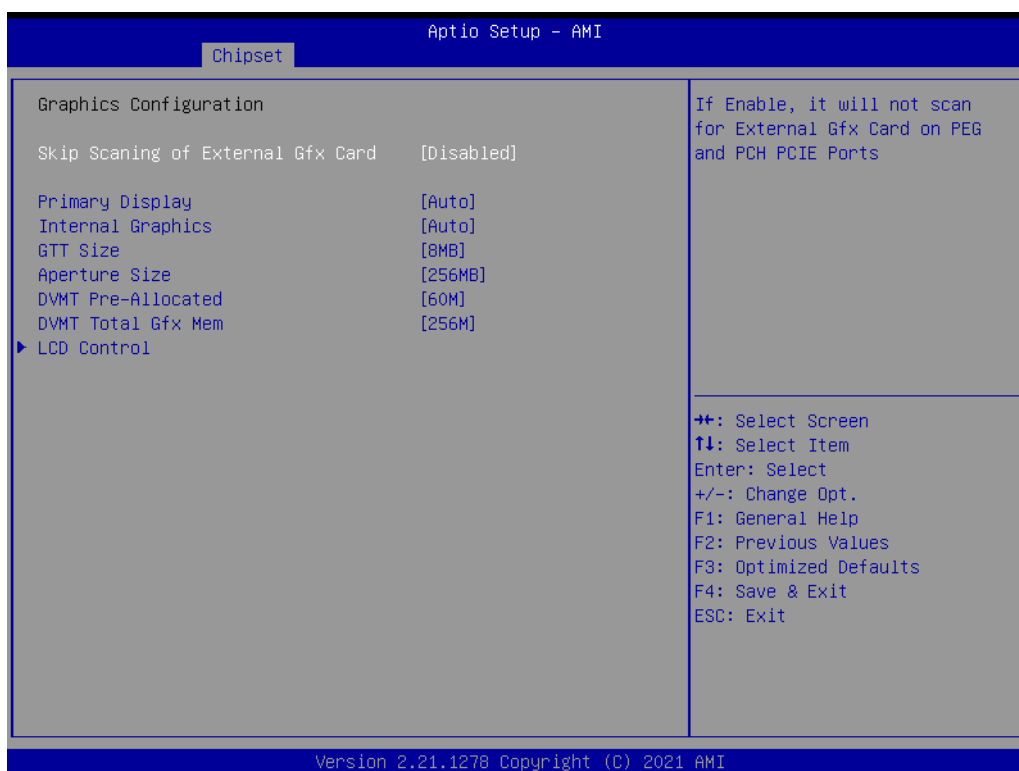 Aptio Setup – AMI
Chipset
Graphics Configuration
Skip Scaning of External Gfx Card [Disabled]
Primary Display [Auto]
Internal Graphics [Auto]
GTT Size [8MB]
Aperture Size [256MB]
DVMT Pre-Allocated [60M]
DVMT Total Gfx Mem [256M]
LCD Control
If Enable, it will not scan
for External Gfx Card on PEG
and PCH PCIE Ports
→←: Select Screen
↑↓: Select Item
Enter: Select
+/-: Change Opt.
F1: General Help
F2: Previous Values
F3: Optimized Defaults
F4: Save & Exit
ESC: Exit
Version 2.21.1278 Copyright (C) 2021 AMI